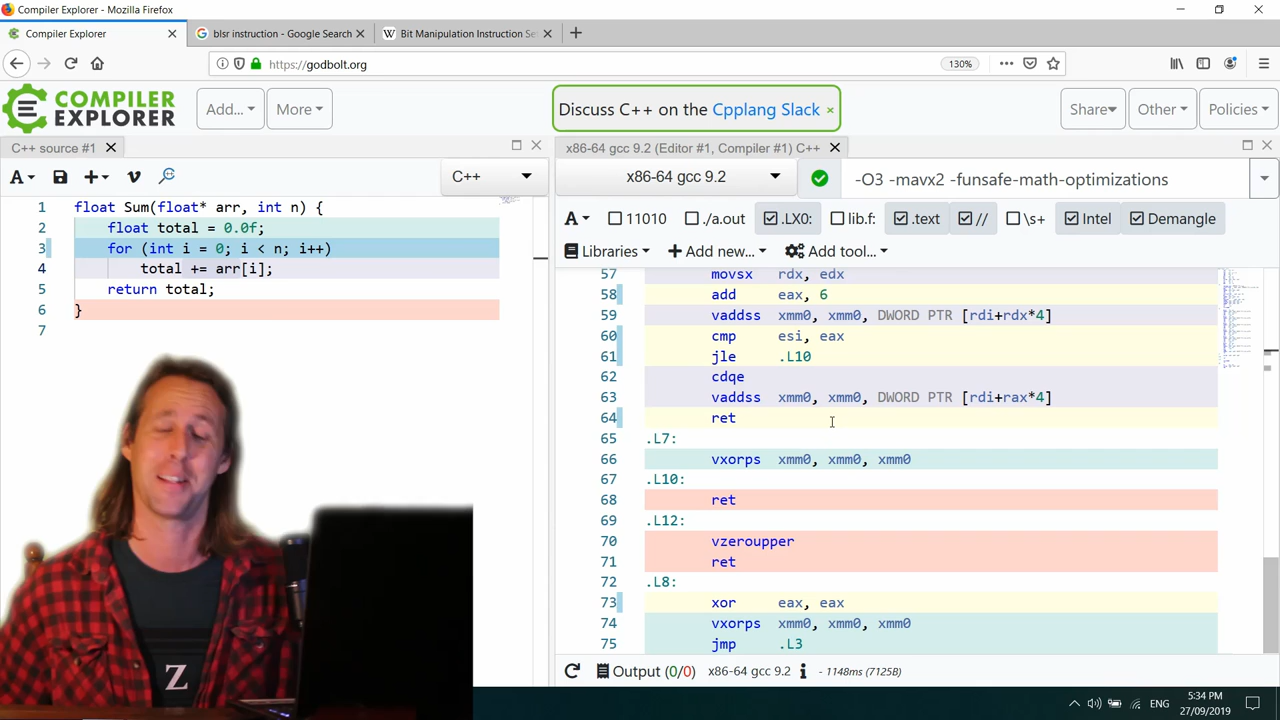 Compiler Explorer - Mozilla Firefox
Compiler Explorer
blsr instruction - Google Search
Bit Manipulation Instruction Se
https://godbolt.org
130%
COMPILER
EXPLORER
Add...
More
Discuss C++ on the Cpplang Slack ×
Share
Other
Policies
C++ source #1
x86-64 gcc 9.2 (Editor #1, Compiler #1) C++
A
C++
x86-64 gcc 9.2
-O3 -mavx2 -funsafe-math-optimizations
1 float Sum(float* arr, int n) {
2 float total = 0.0f;
3 for (int i = 0; i < n; i++)
4 total += arr[i];
5 return total;
6 }
7
A
11010
./a.out
.LX0:
lib.f:
.text
//
\s+
Intel
Demangle
Libraries
Add new...
Add tool...
57 movsx rdx, edx
58 add eax, 6
59 vaddss xmm0, xmm0, DWORD PTR [rdi+rdx*4]
60 cmp esi, eax
61 jle .L10
62 cdqe
63 vaddss xmm0, xmm0, DWORD PTR [rdi+rax*4]
64 ret
65 .L7:
66 vxorps xmm0, xmm0, xmm0
67 .L10:
68 ret
69 .L12:
70 vzeroupper
71 ret
72 .L8:
73 xor eax, eax
74 vxorps xmm0, xmm0, xmm0
75 jmp .L3
Output (0/0) x86-64 gcc 9.2 i - 1148ms (7125B)
Z
ENG
5:34 PM
27/09/2019